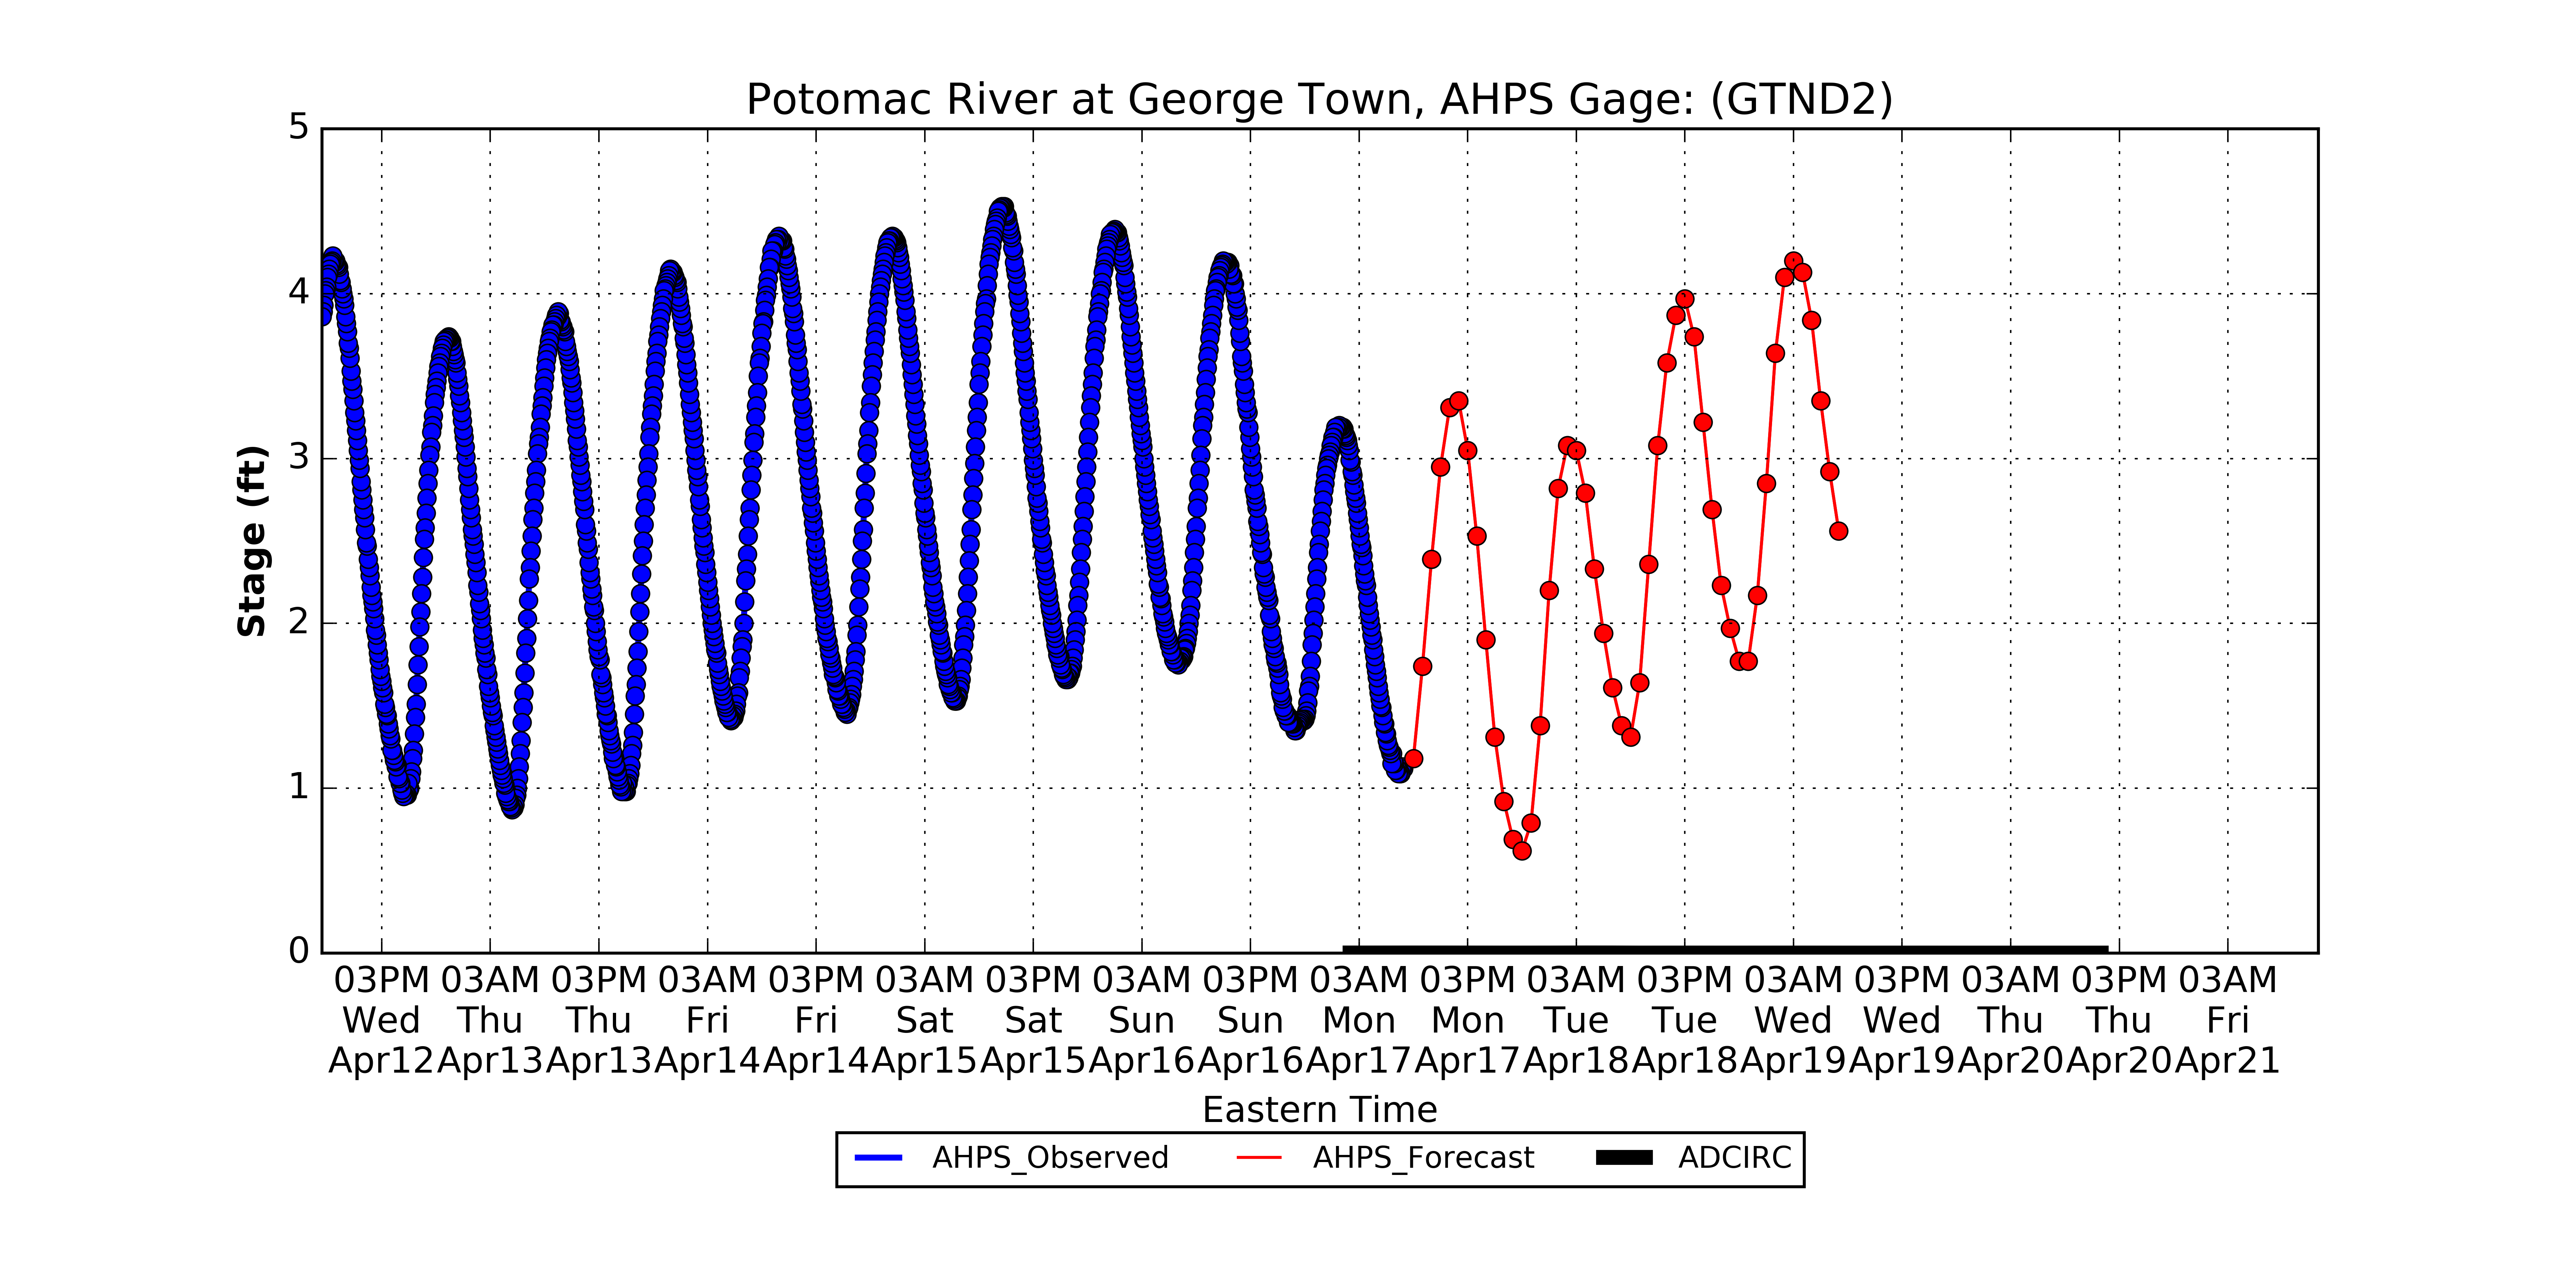 Potomac River at George Town, AHPS Gage: (GTND2)
5
4
3
2
1
0
Stage (ft)
03PM 03AM 03PM 03AM 03PM 03AM 03PM 03AM 03PM 03AM 03PM 03AM 03PM 03AM 03PM 03AM 03PM 03AM
Wed Thu Thu Fri Fri Sat Sat Sun Sun Mon Mon Tue Tue Wed Wed Thu Thu Fri
Apr12 Apr13 Apr13 Apr14 Apr14 Apr15 Apr15 Apr16 Apr16 Apr17 Apr17 Apr18 Apr18 Apr19 Apr19 Apr20 Apr20 Apr21
Eastern Time
AHPS_Observed AHPS_Forecast ADCIRC